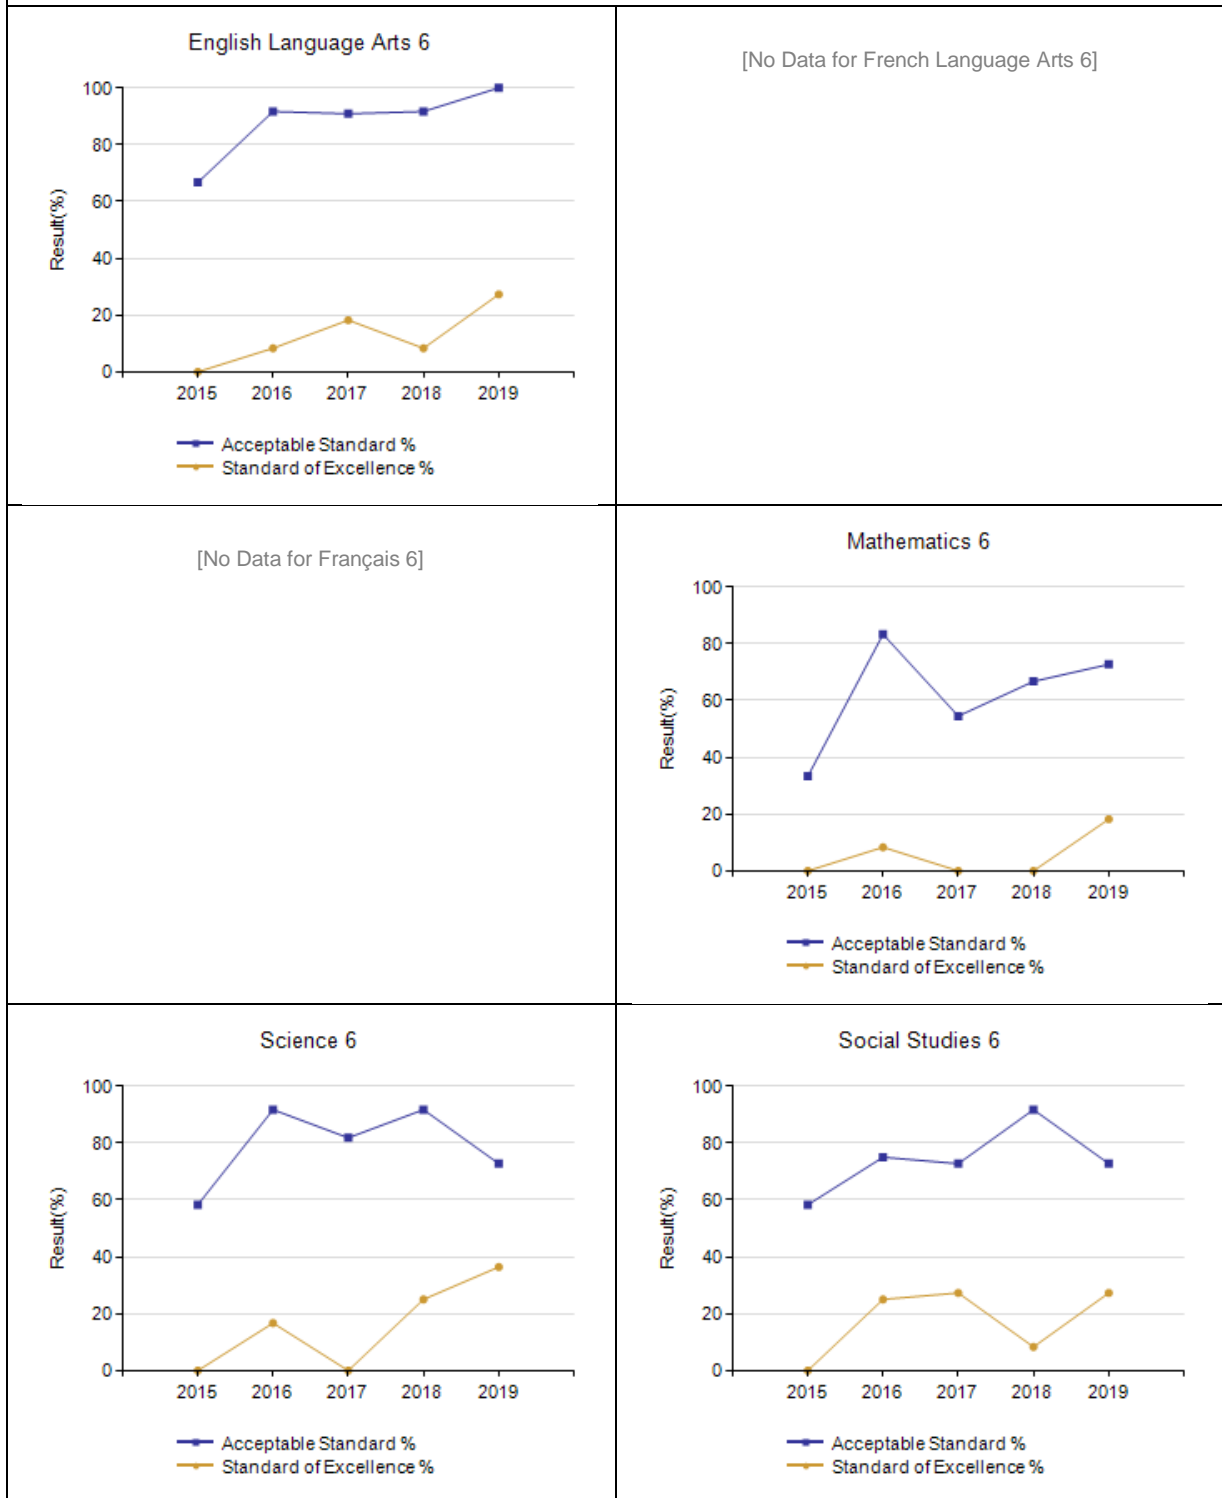 English Language Arts 6
100
80
60
40
20
0
Result(%)
2015 2016 2017 2018 2019
Acceptable Standard %
Standard of Excellence %
[No Data for French Language Arts 6]
[No Data for Français 6]
Mathematics 6
100
80
60
40
20
0
Result(%)
2015 2016 2017 2018 2019
Acceptable Standard %
Standard of Excellence %
Science 6
100
80
60
40
20
0
Result(%)
2015 2016 2017 2018 2019
Acceptable Standard %
Standard of Excellence %
Social Studies 6
100
80
60
40
20
0
Result(%)
2015 2016 2017 2018 2019
Acceptable Standard %
Standard of Excellence %